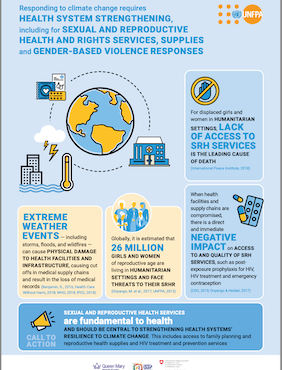 Responding to climate change requires
HEALTH SYSTEM STRENGTHENING,
including for SEXUAL AND REPRODUCTIVE
HEALTH AND RIGHTS SERVICES, SUPPLIES
and GENDER-BASED VIOLENCE RESPONSES
UNFPA
For displaced girls and
women in HUMANITARIAN
SETTINGS, LACK
OF ACCESS TO
SRH SERVICES
IS THE LEADING CAUSE
OF DEATH
(International Peace Institute, 2016)
When health
facilities and
supply chains are
compromised,
there is a direct
and immediate
NEGATIVE
IMPACT on ACCESS
TO AND QUALITY OF SRH
SERVICES, such as post-
exposure prophylaxis for HIV,
HIV treatment and
emergency contraception
EXTREME
WEATHER
EVENTS — including
storms, floods, and wildfires —
can cause PHYSICAL DAMAGE
TO HEALTH FACILITIES AND
INFRASTRUCTURE, causing cut-
offs in medical supply chains
and result in the loss of medical
records
Globally, it is estimated that
26 MILLION
GIRLS AND WOMEN
of reproductive age are
living in HUMANITARIAN
SETTINGS AND FACE
THREATS TO THEIR SRHR
CALL TO
ACTION
SEXUAL AND REPRODUCTIVE HEALTH SERVICES
are fundamental to health
AND SHOULD BE CENTRAL TO STRENGTHENING HEALTH SYSTEMS'
RESILIENCE TO CLIMATE CHANGE. This includes access to family planning and
reproductive health supplies and HIV treatment and prevention services
Queen Mary